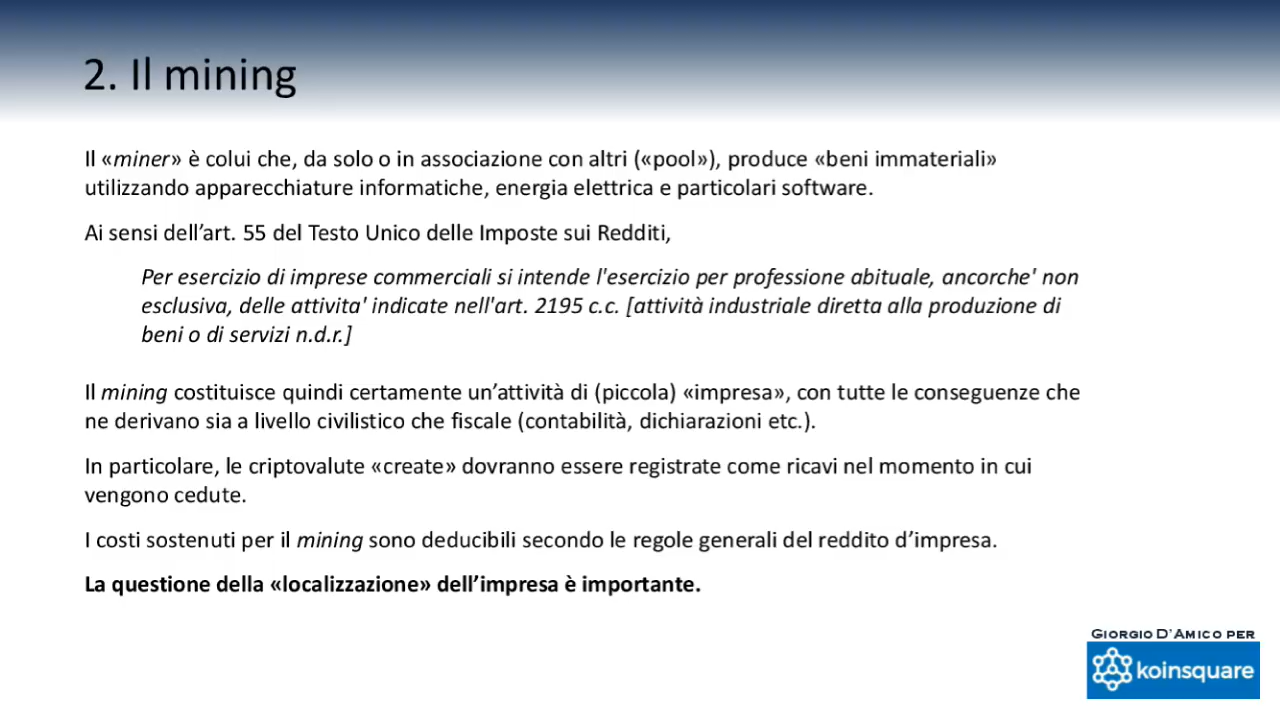 2. Il mining
Il «miner» è colui che, da solo o in associazione con altri («pool»), produce «beni immateriali»
utilizzando apparecchiature informatiche, energia elettrica e particolari software.
Ai sensi dell’art. 55 del Testo Unico delle Imposte sui Redditi,
Per esercizio di imprese commerciali si intende l'esercizio per professione abituale, ancorche' non
esclusiva, delle attivita' indicate nell'art. 2195 c.c. [attività industriale diretta alla produzione di
beni o di servizi n.d.r.]
Il mining costituisce quindi certamente un’attività di (piccola) «impresa», con tutte le conseguenze che
ne derivano sia a livello civilistico che fiscale (contabilità, dichiarazioni etc.).
In particolare, le criptovalute «create» dovranno essere registrate come ricavi nel momento in cui
vengono cedute.
I costi sostenuti per il mining sono deducibili secondo le regole generali del reddito d’impresa.
La questione della «localizzazione» dell’impresa è importante.
GIORGIO D'AMICO PER
koinsquare